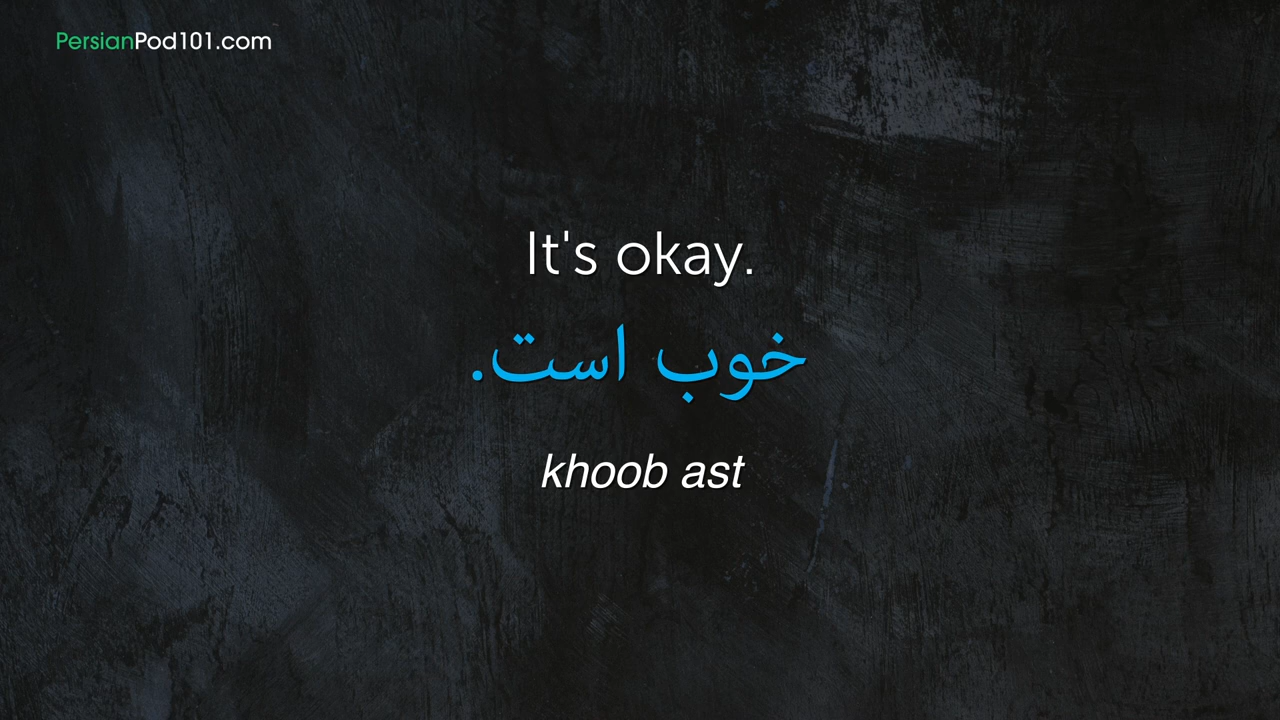 PersianPod101.com
It's okay.
خوب است.
khoob ast